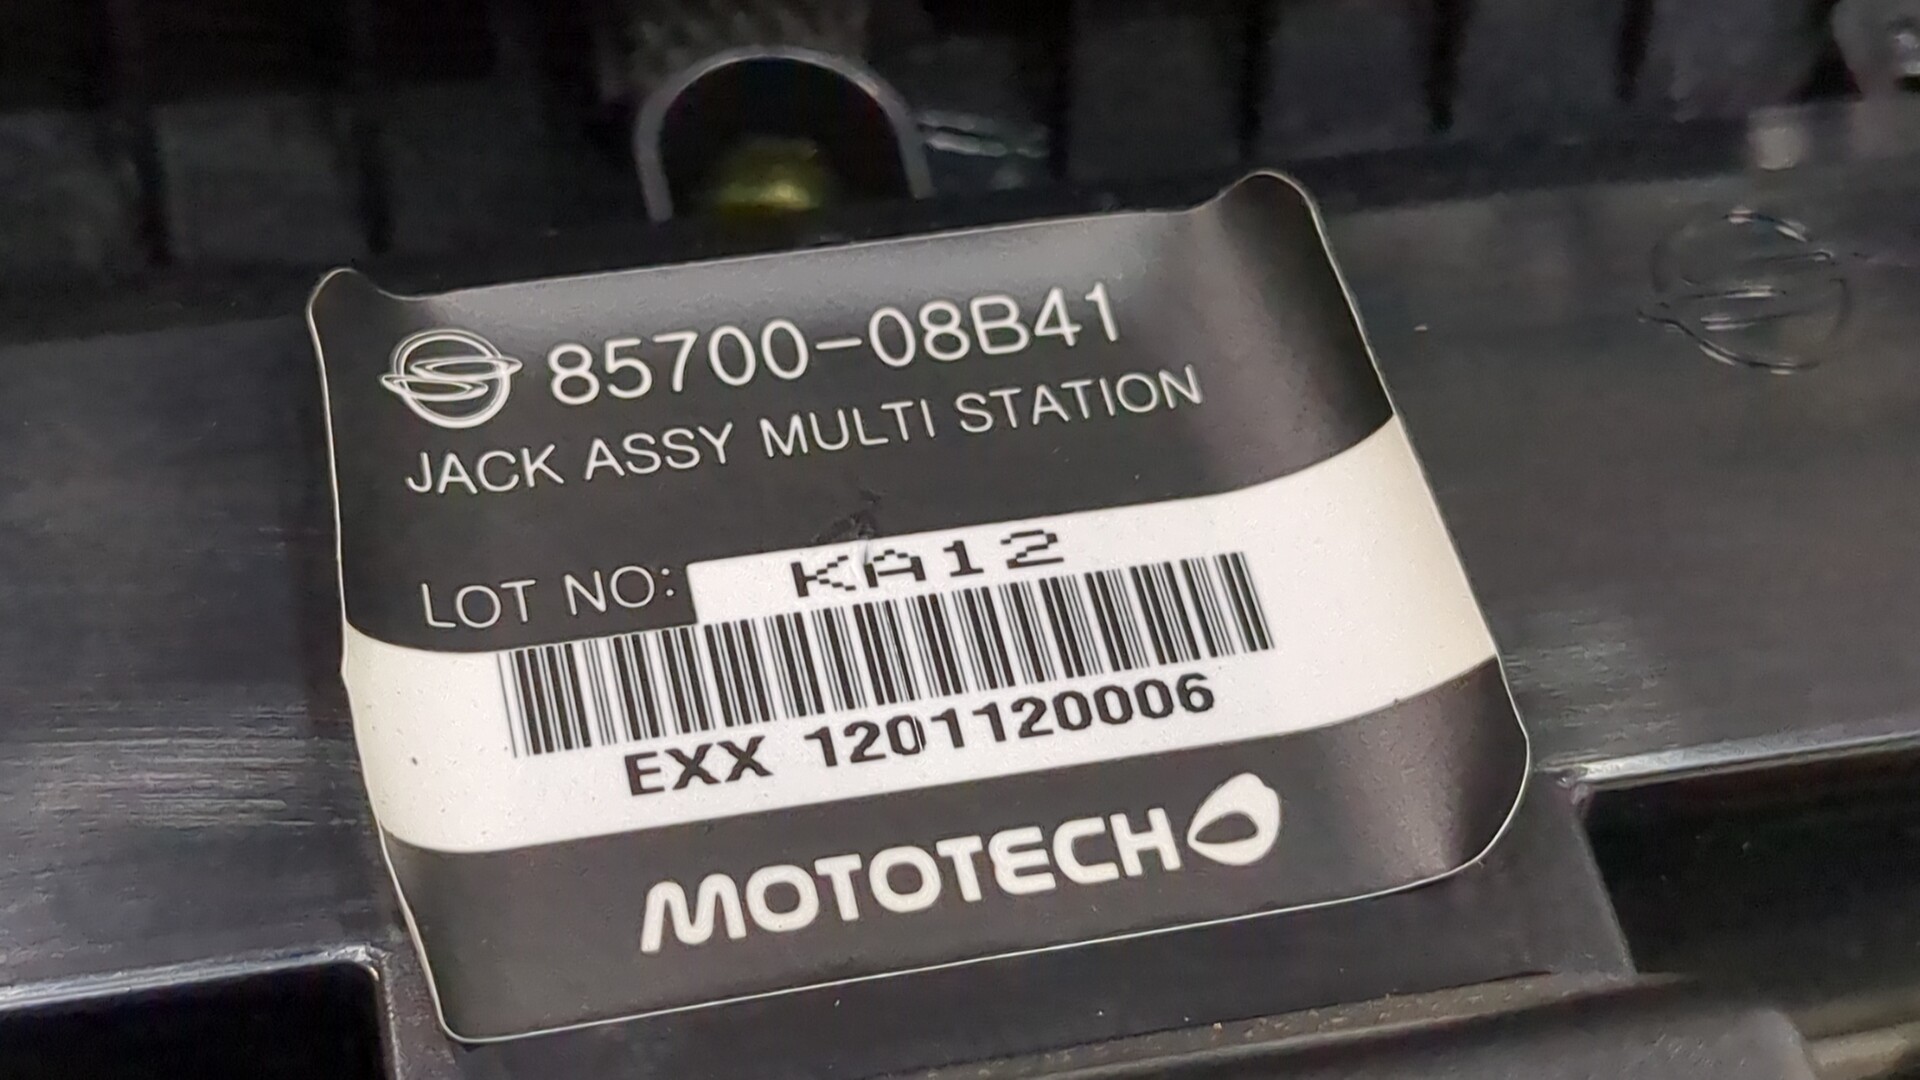 85700-08B41
JACK ASSY MULTI STATION
LOT NO: KA12
EXX 1201120006
MOTOTECH